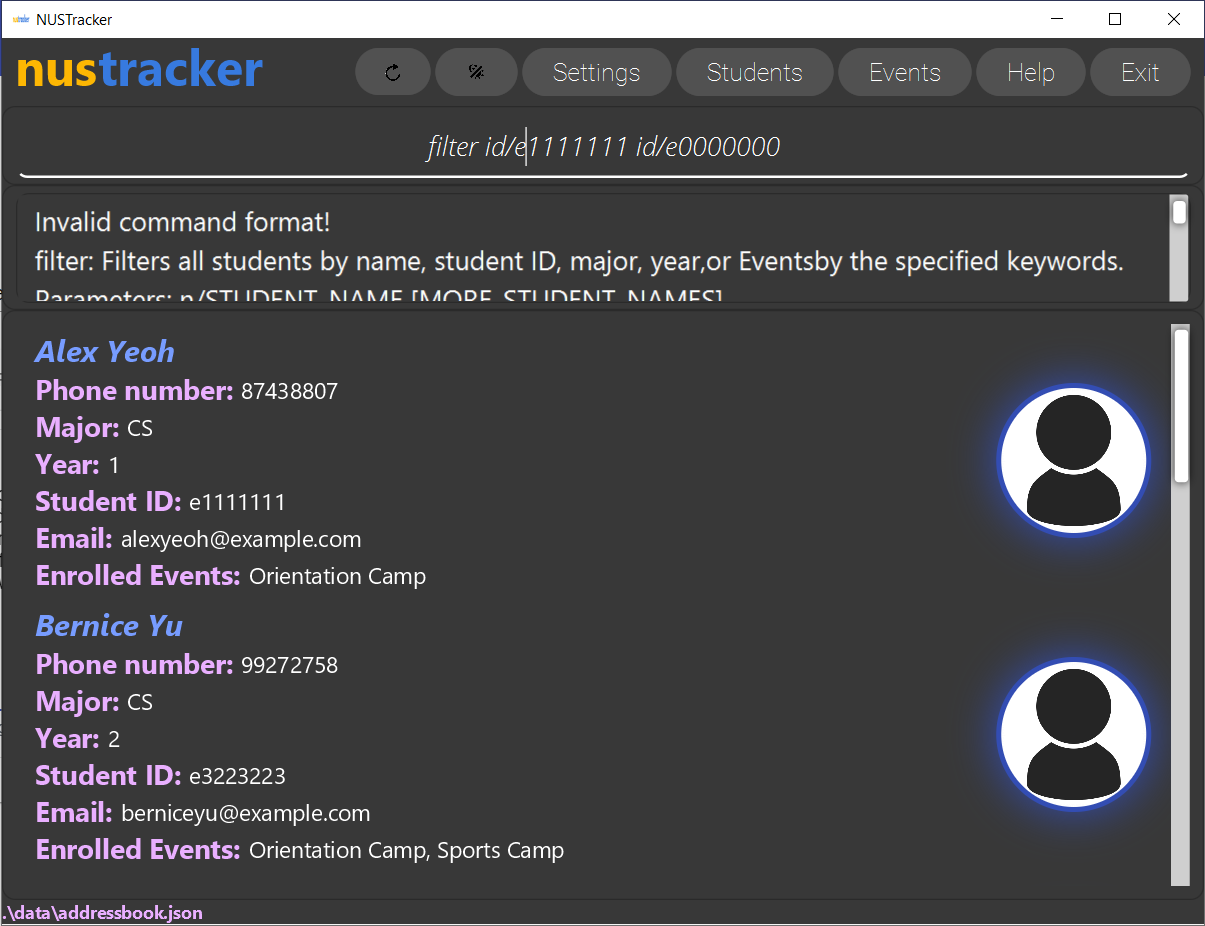 NUSTracker
nustracker
Settings Students Events Help Exit
filter id/e1111111 id/e0000000
Invalid command format!
filter: Filters all students by name, student ID, major, year,or Eventsby the specified keywords.
Parameters: n/STUDENT_NAME [MORE_STUDENT_NAMES]
Alex Yeoh
Phone number: 87438807
Major: CS
Year: 1
Student ID: e1111111
Email: alexyeoh@example.com
Enrolled Events: Orientation Camp
Bernice Yu
Phone number: 99272758
Major: CS
Year: 2
Student ID: e3223223
Email: berniceyu@example.com
Enrolled Events: Orientation Camp, Sports Camp
.\data\addressbook.json